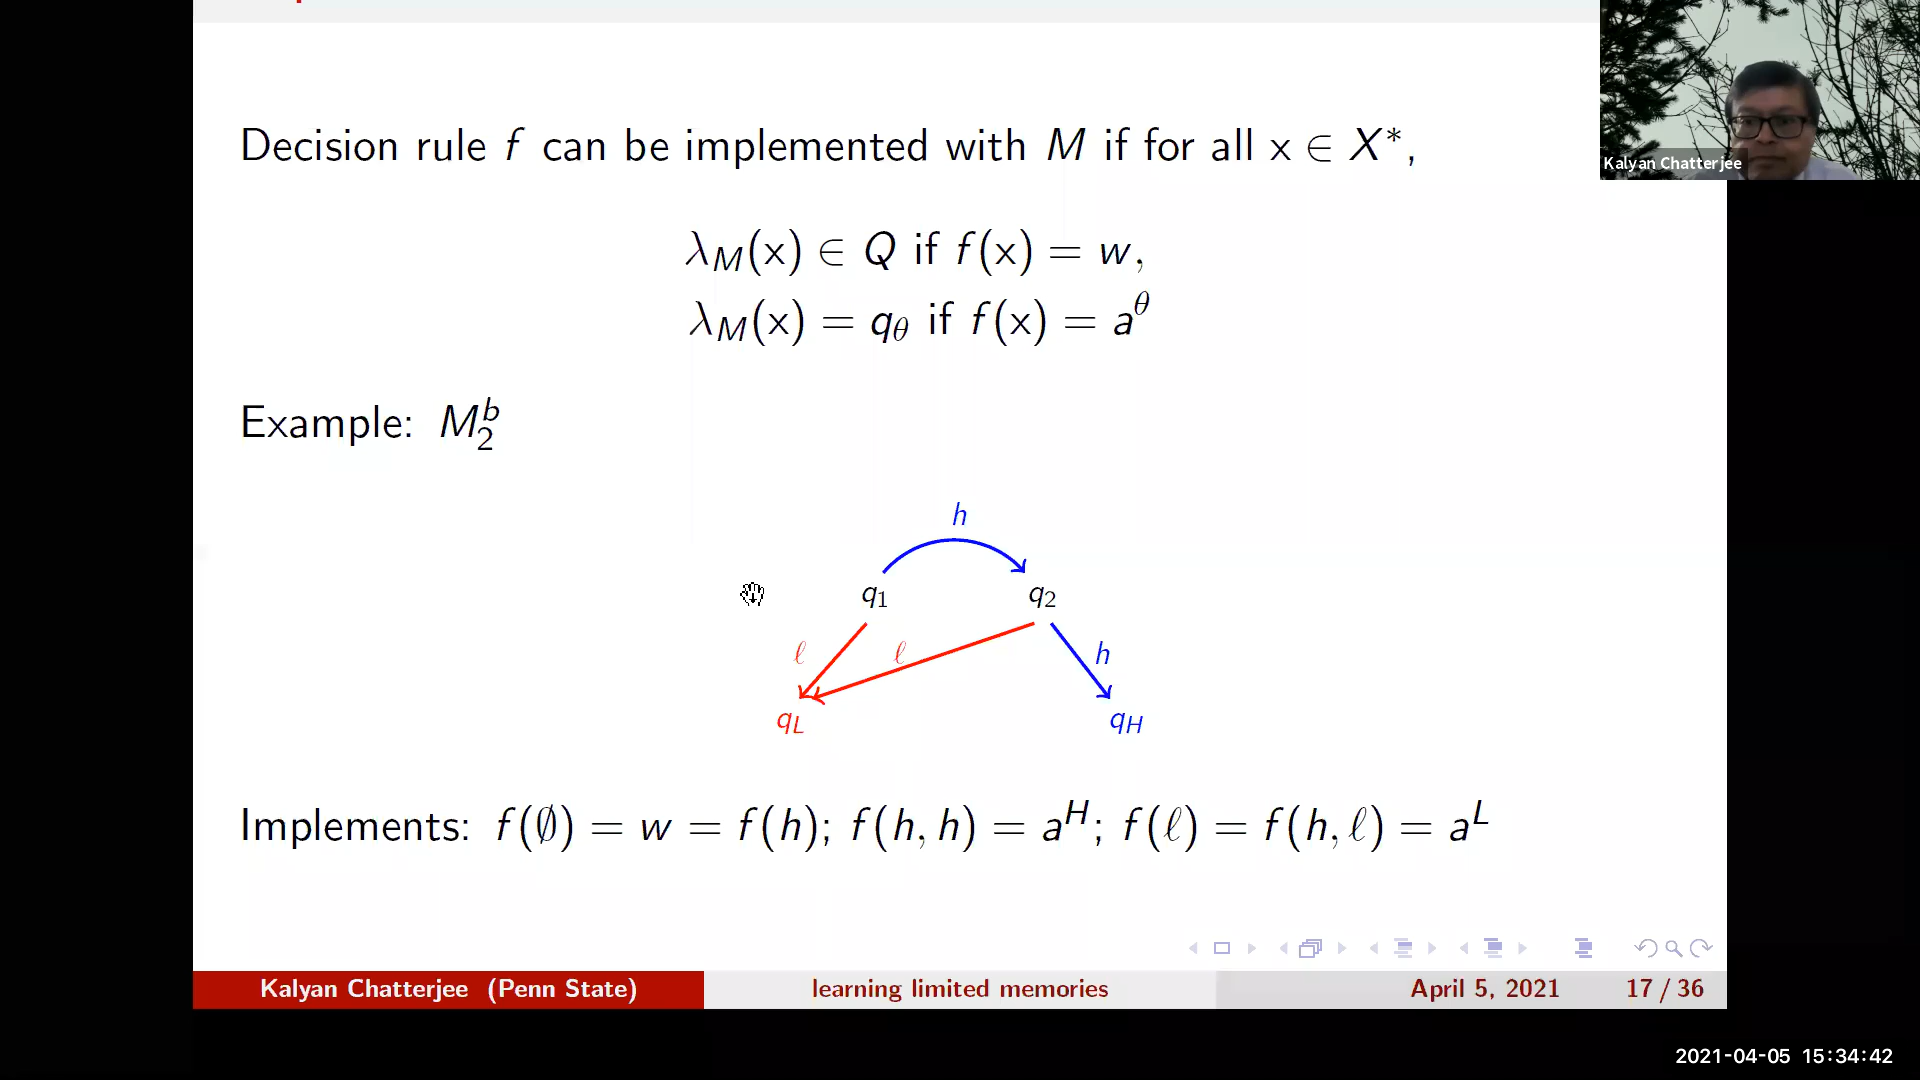 Kalyan Chatterjee
Decision rule f can be implemented with M if for all x ∈ X*,
λ_M(x) ∈ Q if f(x) = w,
λ_M(x) = q_θ if f(x) = a^θ
Example: M_2^b
h
q_1 q_2
ℓ ℓ h
q_L q_H
Implements: f(∅) = w = f(h); f(h, h) = a^H; f(ℓ) = f(h, ℓ) = a^L
Kalyan Chatterjee (Penn State) learning limited memories April 5, 2021 17 / 36
2021-04-05 15:34:42